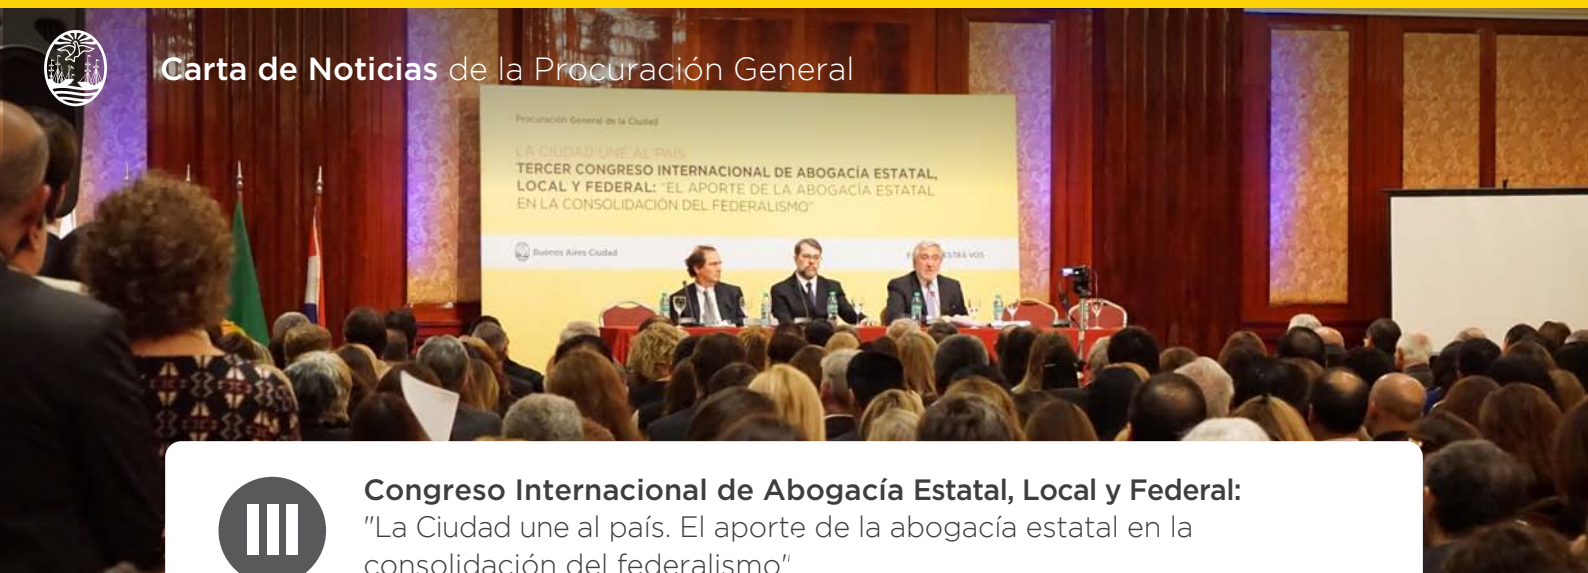 Carta de Noticias de la Procuración General
Procuración General de la Ciudad
LA CIUDAD UNE AL PAÍS
TERCER CONGRESO INTERNACIONAL DE ABOGACÍA ESTATAL,
LOCAL Y FEDERAL: "EL APORTE DE LA ABOGACÍA ESTATAL
EN LA CONSOLIDACIÓN DEL FEDERALISMO"
Buenos Aires Ciudad
ESTÁS VOS
III
Congreso Internacional de Abogacía Estatal, Local y Federal:
"La Ciudad une al país. El aporte de la abogacía estatal en la
consolidación del federalismo"